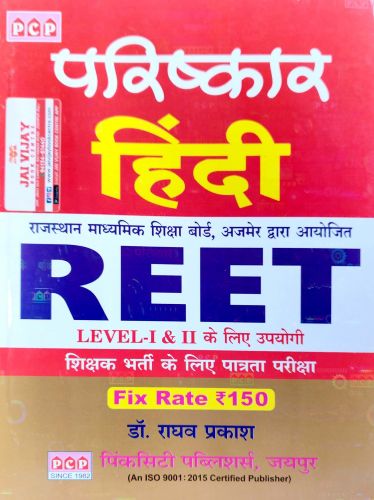 PCP
परिष्कार
JAI VIJAY
हिंदी
राजस्थान माध्यमिक शिक्षा बोर्ड, अजमेर द्वारा आयोजित
REET
LEVEL-I & II के लिए उपयोगी
शिक्षक भर्ती के लिए पात्रता परीक्षा
Fix Rate ₹150
डॉ. राघव प्रकाश
PCP
SINCE 1982
पिंकसिटी पब्लिशर्स, जयपुर
(An ISO 9001: 2015 Certified Publisher)